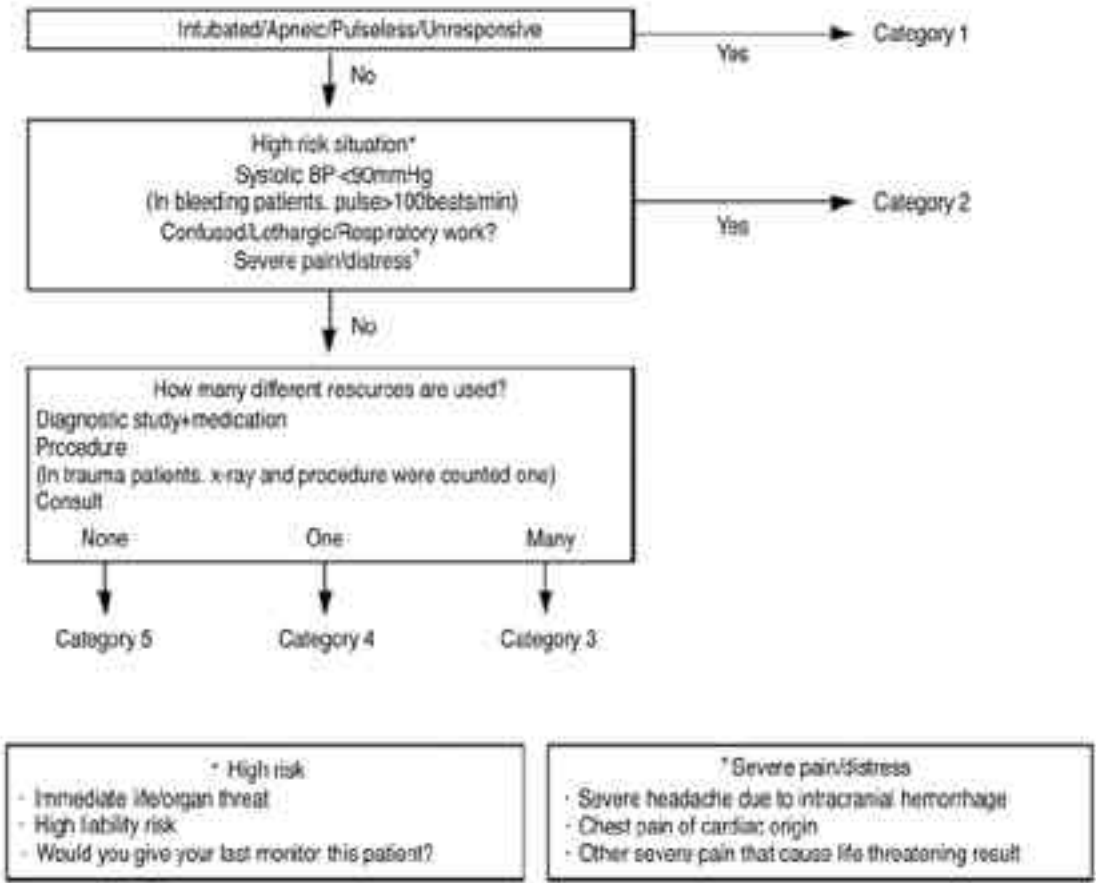 Intubated/Apneic/Pulseless/Unresponsive
Yes
Category 1
No
High risk situation*
Systolic BP <90mmHg
(In bleeding patients, pulse>100beats/min)
Confused/Lethargic/Respiratory work?
Severe pain/distress†
Yes
Category 2
No
How many different resources are used?
Diagnostic study+medication
Procedure
(In trauma patients, x-ray and procedure were counted one)
Consult
None One Many
Category 5 Category 4 Category 3
* High risk
· Immediate life/organ threat
· High liability risk
· Would you give your last monitor this patient?
† Severe pain/distress
· Severe headache due to intracranial hemorrhage
· Chest pain of cardiac origin
· Other severe pain that cause life threatening result